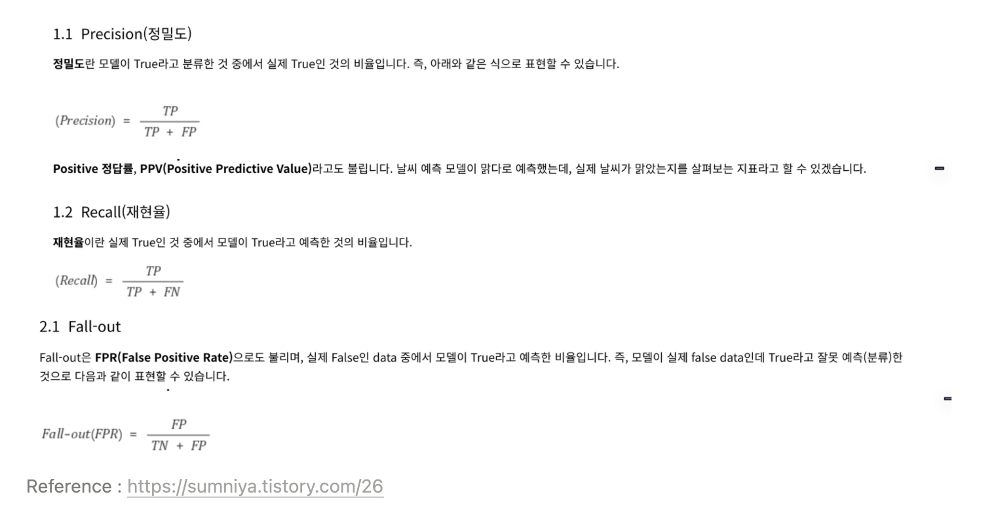 1.1 Precision(정밀도)
정밀도란 모델이 True라고 분류한 것 중에서 실제 True인 것의 비율입니다. 즉, 아래와 같은 식으로 표현할 수 있습니다.
(Precision) = TP / TP + FP
Positive 정답률, PPV(Positive Predictive Value)라고도 불립니다. 날씨 예측 모델이 맑다로 예측했는데, 실제 날씨가 맑았는지를 살펴보는 지표라고 할 수 있겠습니다.
1.2 Recall(재현율)
재현율이란 실제 True인 것 중에서 모델이 True라고 예측한 것의 비율입니다.
(Recall) = TP / TP + FN
2.1 Fall-out
Fall-out은 FPR(False Positive Rate)으로도 불리며, 실제 False인 data 중에서 모델이 True라고 예측한 비율입니다. 즉, 모델이 실제 false data인데 True라고 잘못 예측(분류)한
것으로 다음과 같이 표현할 수 있습니다.
Fall-out(FPR) = FP / TN + FP
Reference : https://sumniya.tistory.com/26